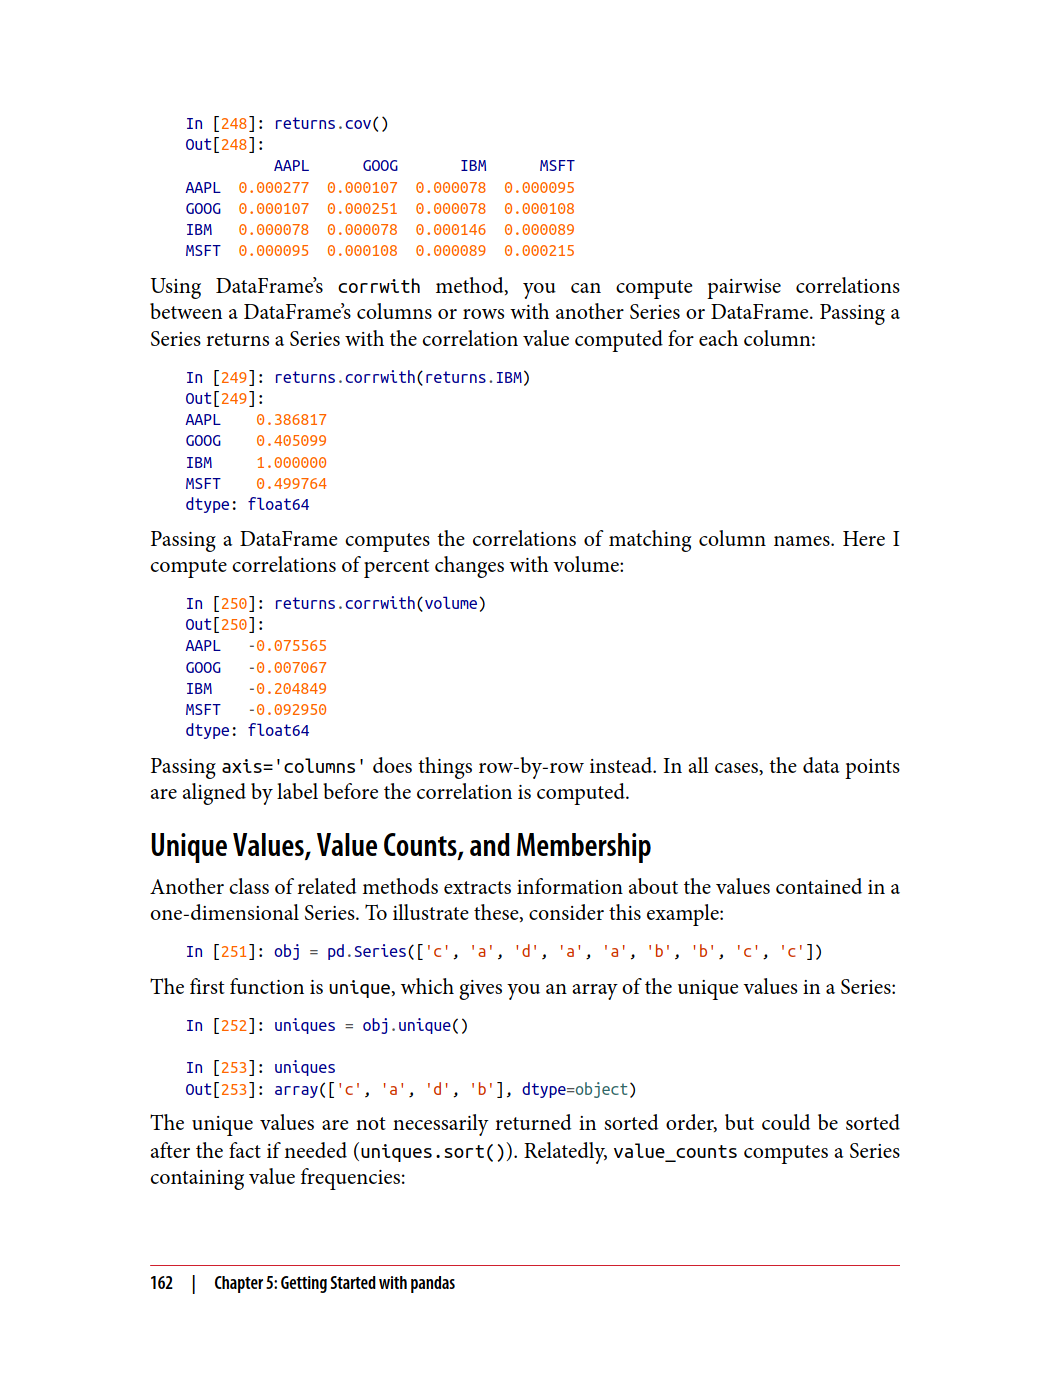 In [248]: returns.cov()
Out[248]:
          AAPL      GOOG       IBM      MSFT
AAPL  0.000277  0.000107  0.000078  0.000095
GOOG  0.000107  0.000251  0.000078  0.000108
IBM   0.000078  0.000078  0.000146  0.000089
MSFT  0.000095  0.000108  0.000089  0.000215
Using DataFrame’s corrwith method, you can compute pairwise correlations
between a DataFrame’s columns or rows with another Series or DataFrame. Passing a
Series returns a Series with the correlation value computed for each column:
In [249]: returns.corrwith(returns.IBM)
Out[249]:
AAPL    0.386817
GOOG    0.405099
IBM     1.000000
MSFT    0.499764
dtype: float64
Passing a DataFrame computes the correlations of matching column names. Here I
compute correlations of percent changes with volume:
In [250]: returns.corrwith(volume)
Out[250]:
AAPL   -0.075565
GOOG   -0.007067
IBM    -0.204849
MSFT   -0.092950
dtype: float64
Passing axis='columns' does things row-by-row instead. In all cases, the data points
are aligned by label before the correlation is computed.
Unique Values, Value Counts, and Membership
Another class of related methods extracts information about the values contained in a
one-dimensional Series. To illustrate these, consider this example:
In [251]: obj = pd.Series(['c', 'a', 'd', 'a', 'a', 'b', 'b', 'c', 'c'])
The first function is unique, which gives you an array of the unique values in a Series:
In [252]: uniques = obj.unique()
In [253]: uniques
Out[253]: array(['c', 'a', 'd', 'b'], dtype=object)
The unique values are not necessarily returned in sorted order, but could be sorted
after the fact if needed (uniques.sort()). Relatedly, value_counts computes a Series
containing value frequencies:
162 | Chapter 5: Getting Started with pandas